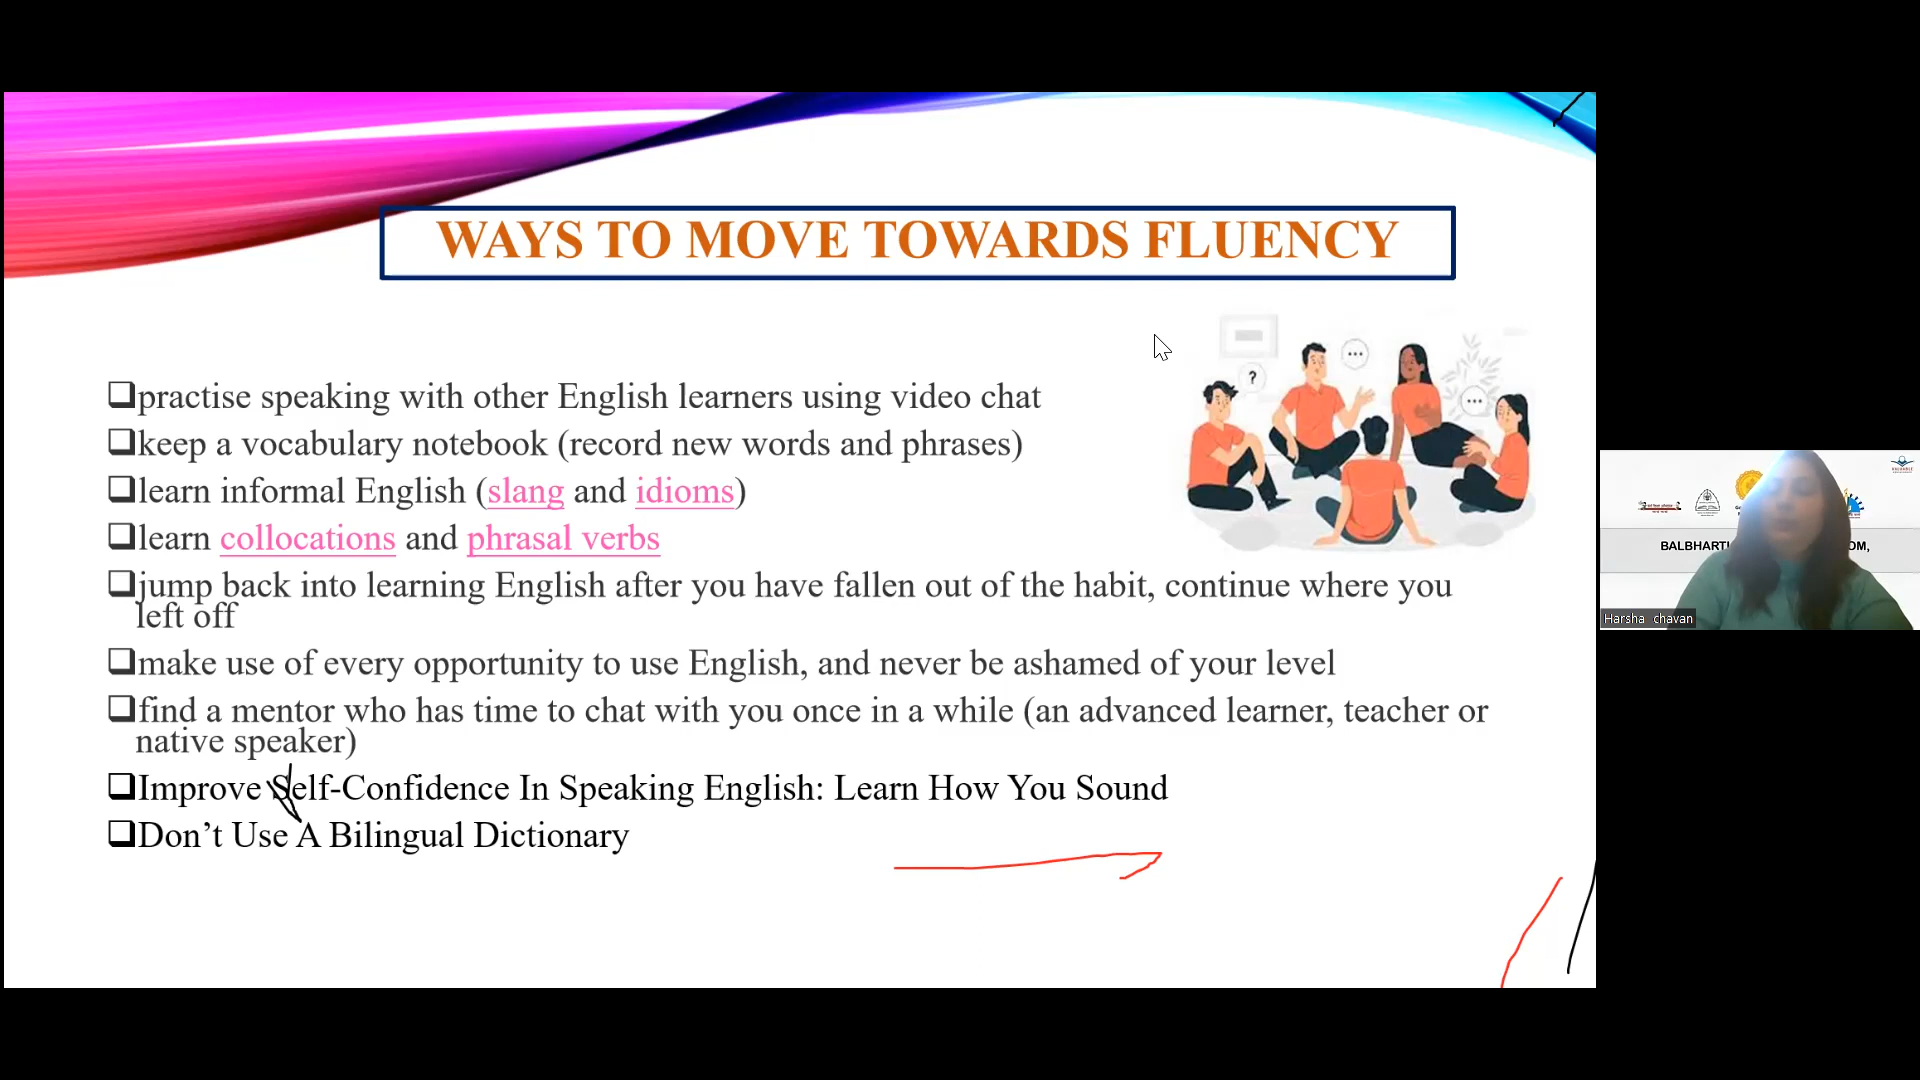 WAYS TO MOVE TOWARDS FLUENCY
?
practise speaking with other English learners using video chat
keep a vocabulary notebook (record new words and phrases)
learn informal English (slang and idioms)
learn collocations and phrasal verbs
jump back into learning English after you have fallen out of the habit, continue where you
left off
make use of every opportunity to use English, and never be ashamed of your level
find a mentor who has time to chat with you once in a while (an advanced learner, teacher or
native speaker)
Improve Self-Confidence In Speaking English: Learn How You Sound
Don’t Use A Bilingual Dictionary
OM,
Harsha chavan